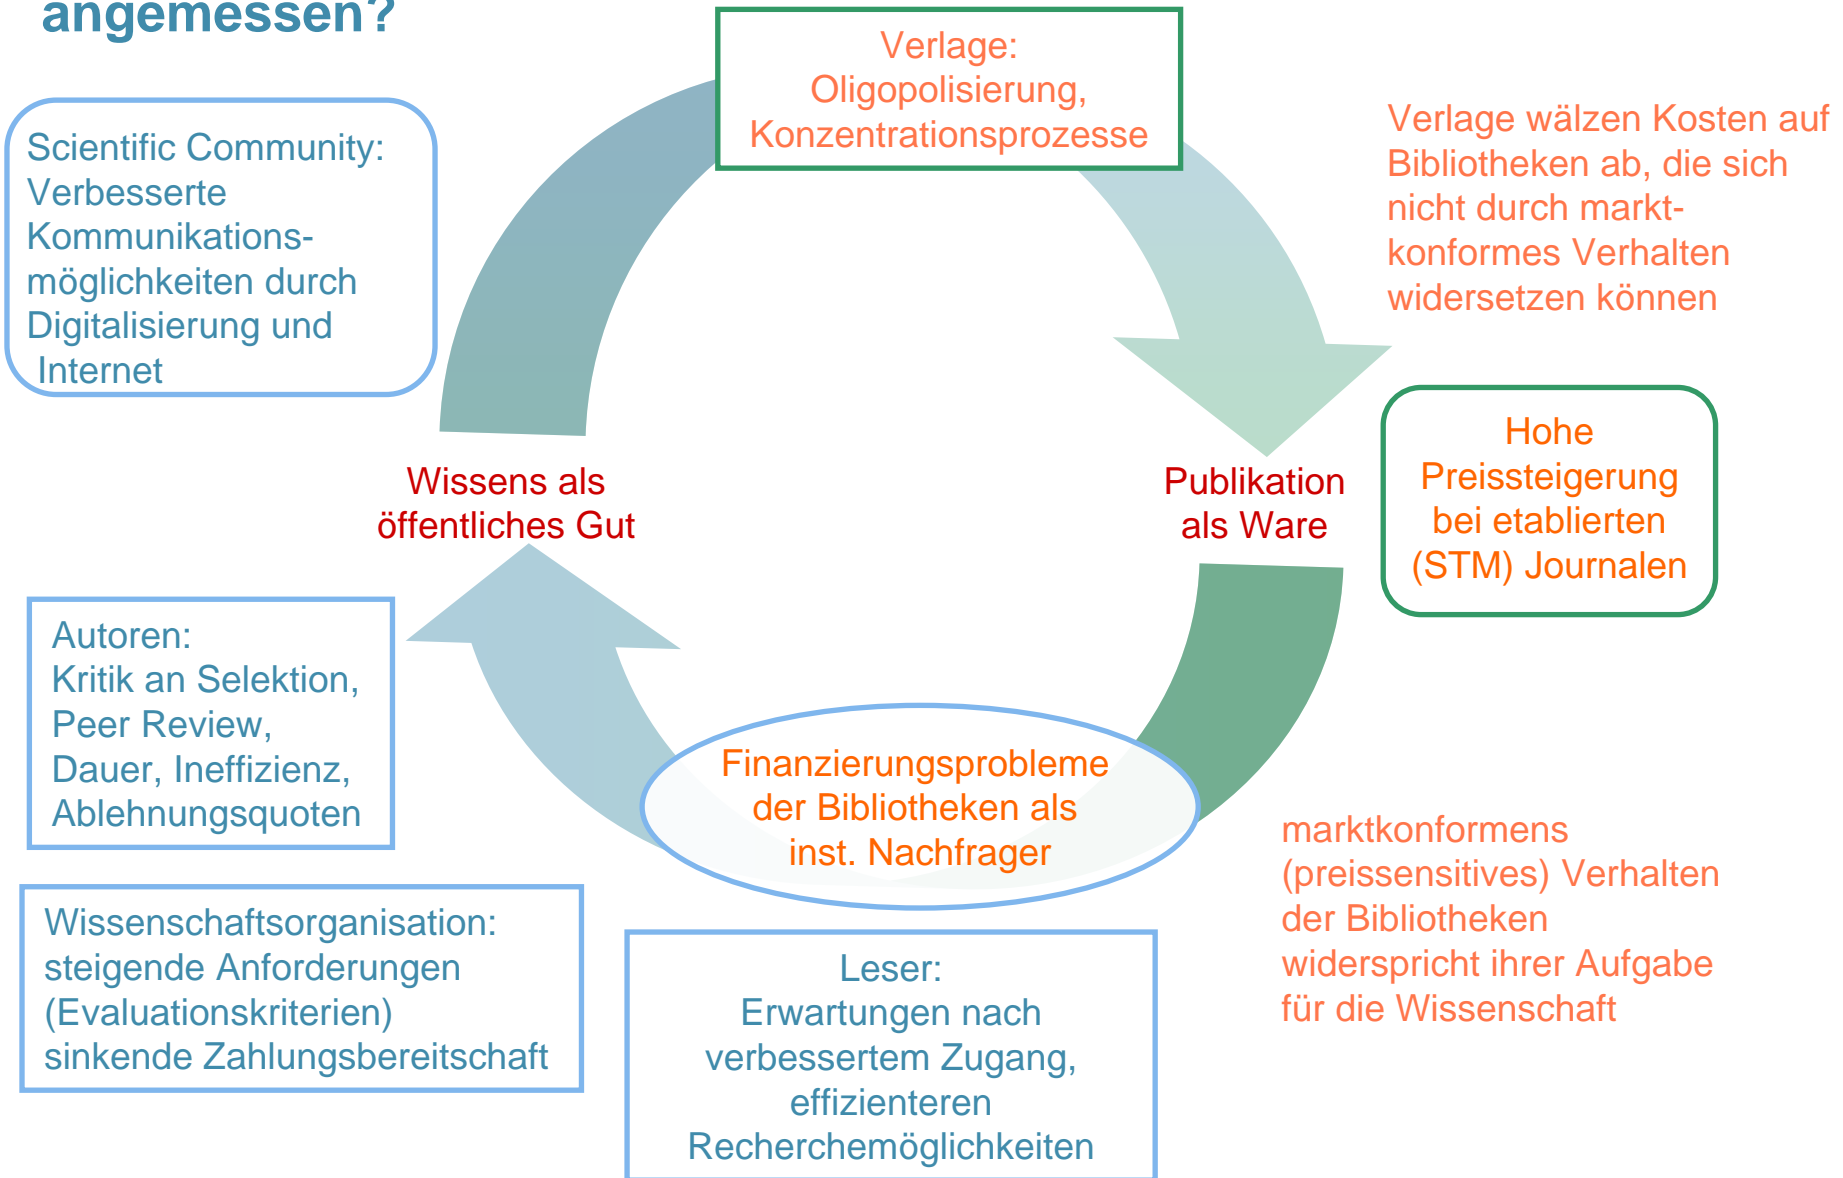 angemessen?
Verlage:
Oligopolisierung,
Konzentrationsprozesse
Scientific Community:
Verbesserte
Kommunikations-
möglichkeiten durch
Digitalisierung und
Internet
Verlage wälzen Kosten auf
Bibliotheken ab, die sich
nicht durch markt-
konformes Verhalten
widersetzen können
Wissens als
öffentliches Gut
Publikation
als Ware
Hohe
Preissteigerung
bei etablierten
(STM) Journalen
Autoren:
Kritik an Selektion,
Peer Review,
Dauer, Ineffizienz,
Ablehnungsquoten
Finanzierungsprobleme
der Bibliotheken als
inst. Nachfrager
marktkonformens
(preissensitives) Verhalten
der Bibliotheken
widerspricht ihrer Aufgabe
für die Wissenschaft
Wissenschaftsorganisation:
steigende Anforderungen
(Evaluationskriterien)
sinkende Zahlungsbereitschaft
Leser:
Erwartungen nach
verbessertem Zugang,
effizienteren
Recherchemöglichkeiten